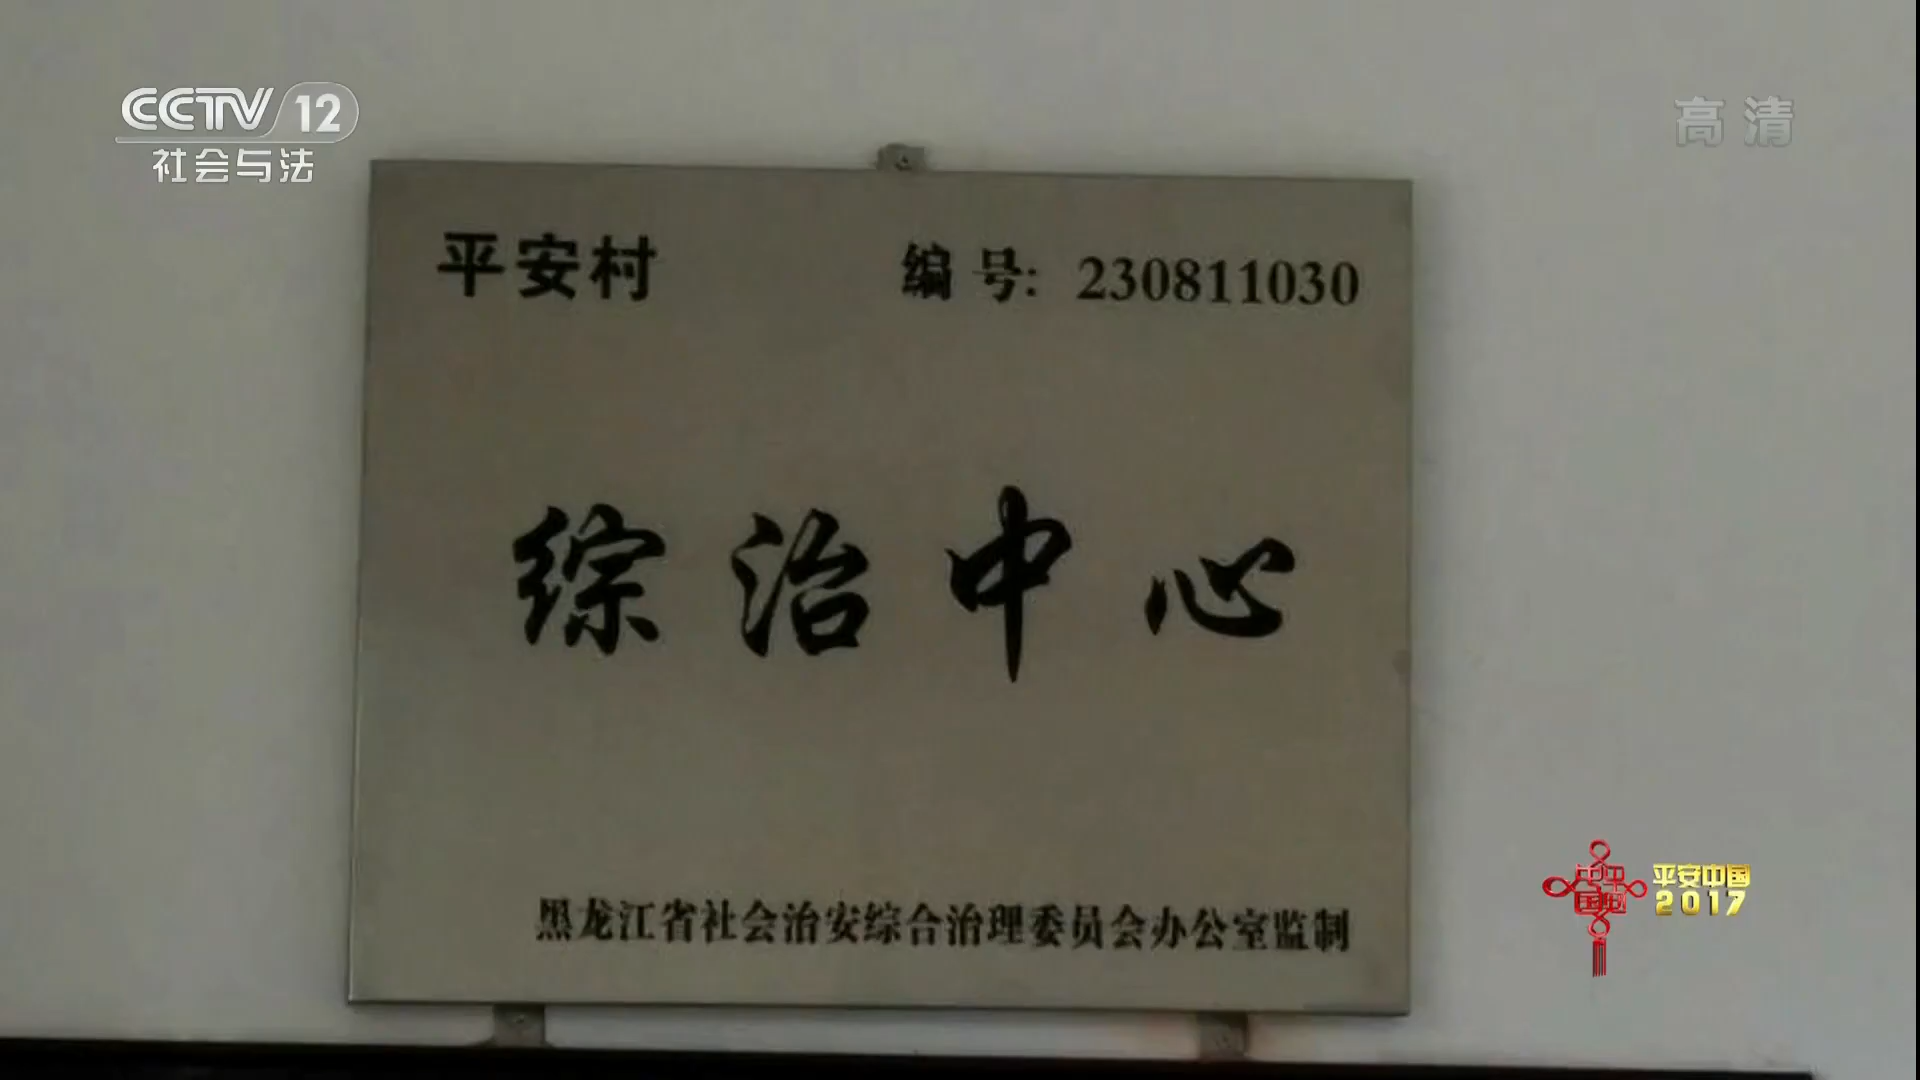 CCTV 12
社会与法
高清
平安村
编号: 230811030
综治中心
黑龙江省社会治安综合治理委员会办公室监制
平安中国
2017